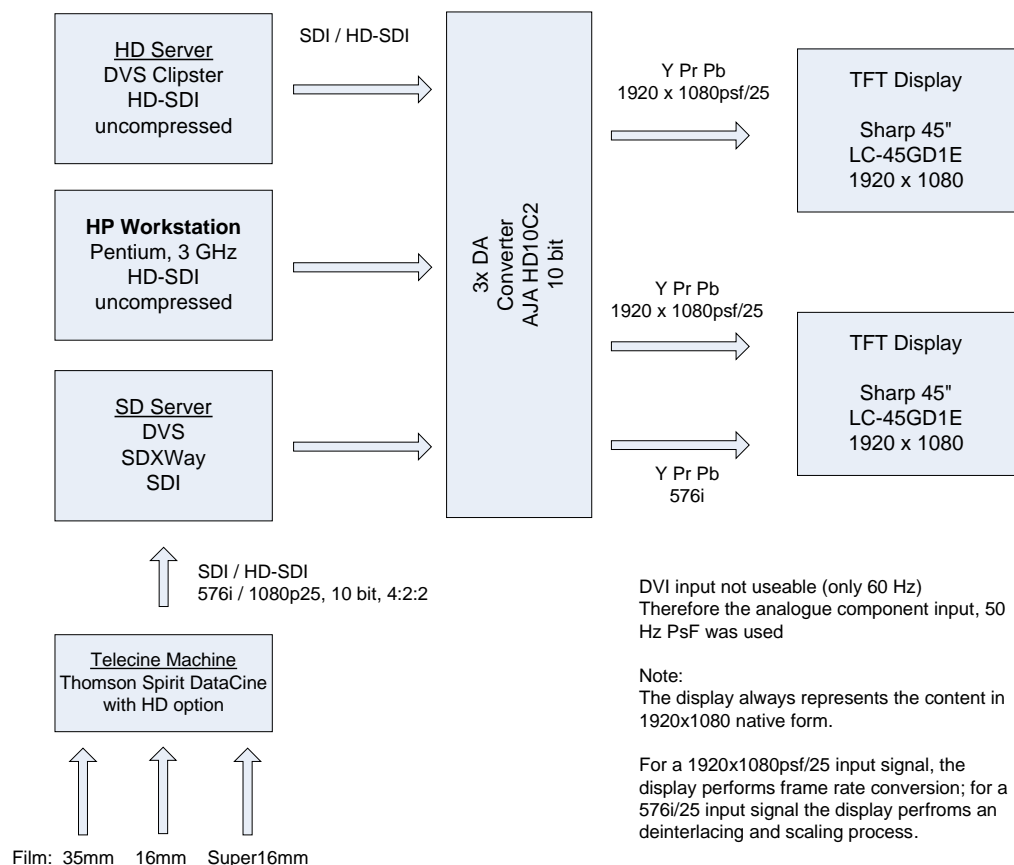 HD Server
DVS Clipster
HD-SDI
uncompressed
SDI / HD-SDI
HP Workstation
Pentium, 3 GHz
HD-SDI
uncompressed
SD Server
DVS
SDXWay
SDI
SDI / HD-SDI
576i / 1080p25, 10 bit, 4:2:2
Telecine Machine
Thomson Spirit DataCine
with HD option
Film: 35mm 16mm Super16mm
3x DA
Converter
AJA HD10C2
10 bit
Y Pr Pb
1920 x 1080psf/25
TFT Display
Sharp 45"
LC-45GD1E
1920 x 1080
Y Pr Pb
1920 x 1080psf/25
Y Pr Pb
576i
TFT Display
Sharp 45"
LC-45GD1E
1920 x 1080
DVI input not useable (only 60 Hz)
Therefore the analogue component input, 50
Hz PsF was used
Note:
The display always represents the content in
1920x1080 native form.
For a 1920x1080psf/25 input signal, the
display performs frame rate conversion; for a
576i/25 input signal the display perfroms an
deinterlacing and scaling process.